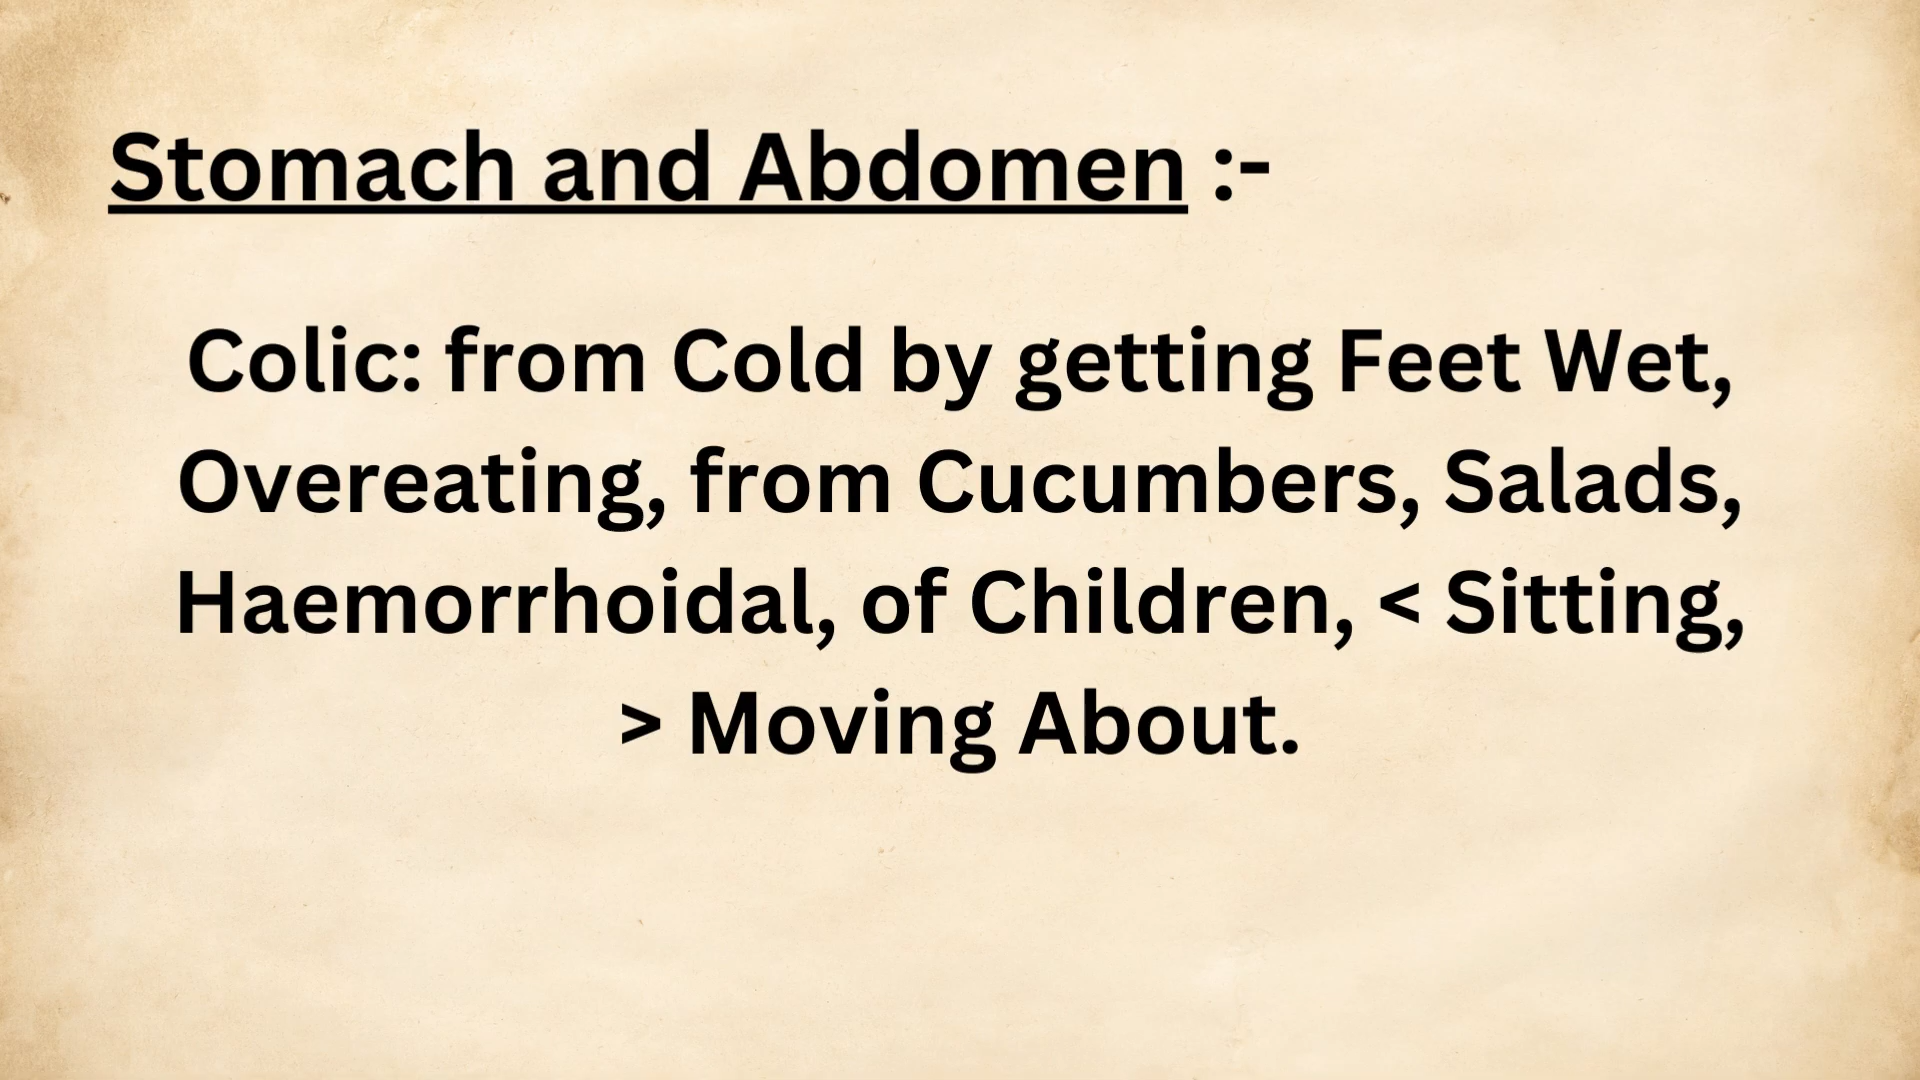 Stomach and Abdomen :-
Colic: from Cold by getting Feet Wet,
Overeating, from Cucumbers, Salads,
Haemorrhoidal, of Children, < Sitting,
> Moving About.